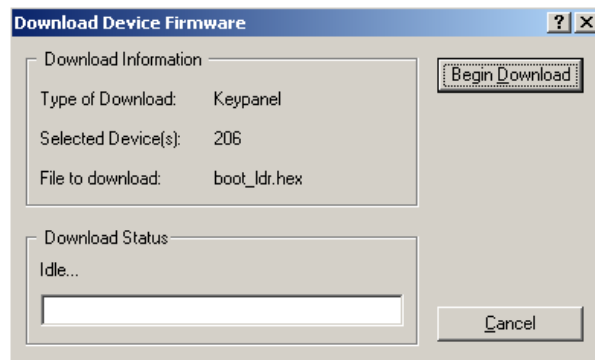 Download Device Firmware
Download Information
Type of Download: Keypanel
Selected Device(s): 206
File to download: boot_ldr.hex
Begin Download
Download Status
Idle...
Cancel